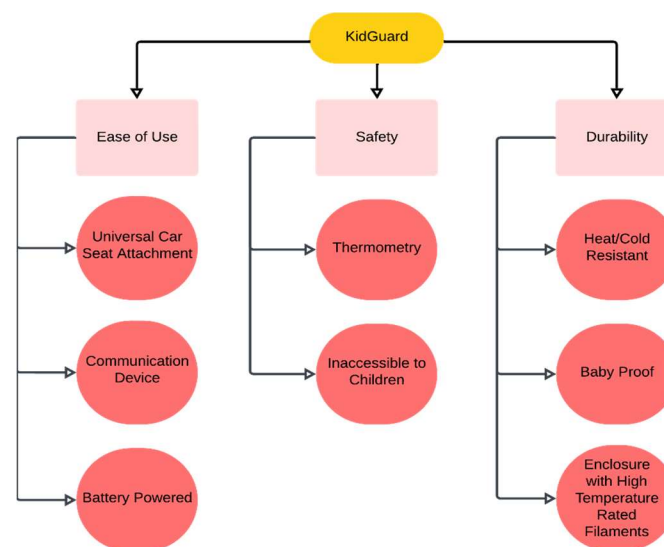 KidGuard
Ease of Use
Safety
Durability
Universal Car
Seat Attachment
Thermometry
Heat/Cold
Resistant
Communication
Device
Inaccessible to
Children
Baby Proof
Battery Powered
Enclosure
with High
Temperature
Rated
Filaments